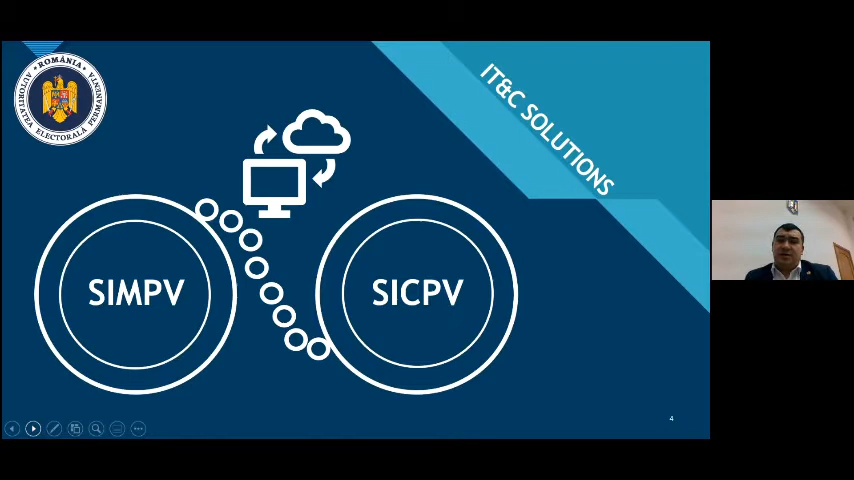 ROMÂNIA
AUTORITATEA ELECTORALĂ PERMANENTĂ
IT&C SOLUTIONS
SIMPV
SICPV
4